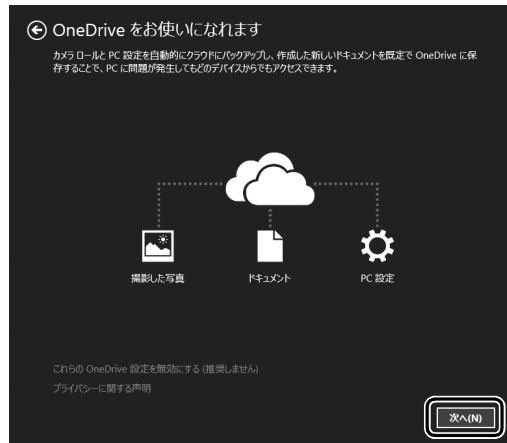 OneDrive をお使いになれます
カメラ ロールと PC 設定を自動的にクラウドにバックアップし、作成した新しいドキュメントを既定で OneDrive に保
存することで、PC に問題が発生してもどのデバイスからでもアクセスできます。
撮影した写真 ドキュメント PC 設定
これらの OneDrive 設定を無効にする (推奨しません)
プライバシーに関する声明
次へ(N)